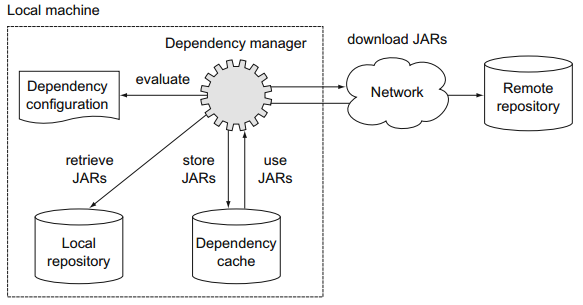 Local machine
Dependency manager
download JARs
evaluate
Dependency
configuration
Network
Remote
repository
retrieve
JARs
store
JARs
use
JARs
Local
repository
Dependency
cache